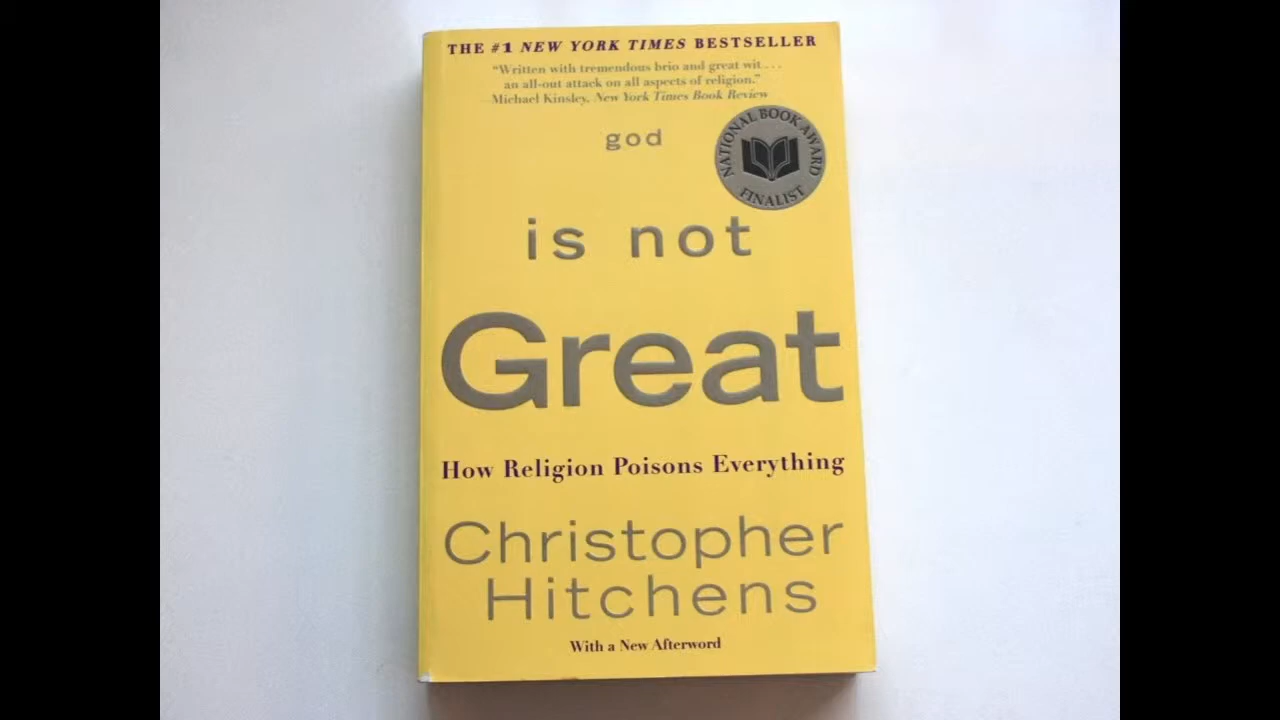 THE #1 NEW YORK TIMES BESTSELLER
“Written with tremendous brio and great wit . . .
an all-out attack on all aspects of religion.”
Michael Kinsley, New York Times Book Review
god
NATIONAL BOOK AWARD
FINALIST
is not
Great
How Religion Poisons Everything
Christopher
Hitchens
With a New Afterword